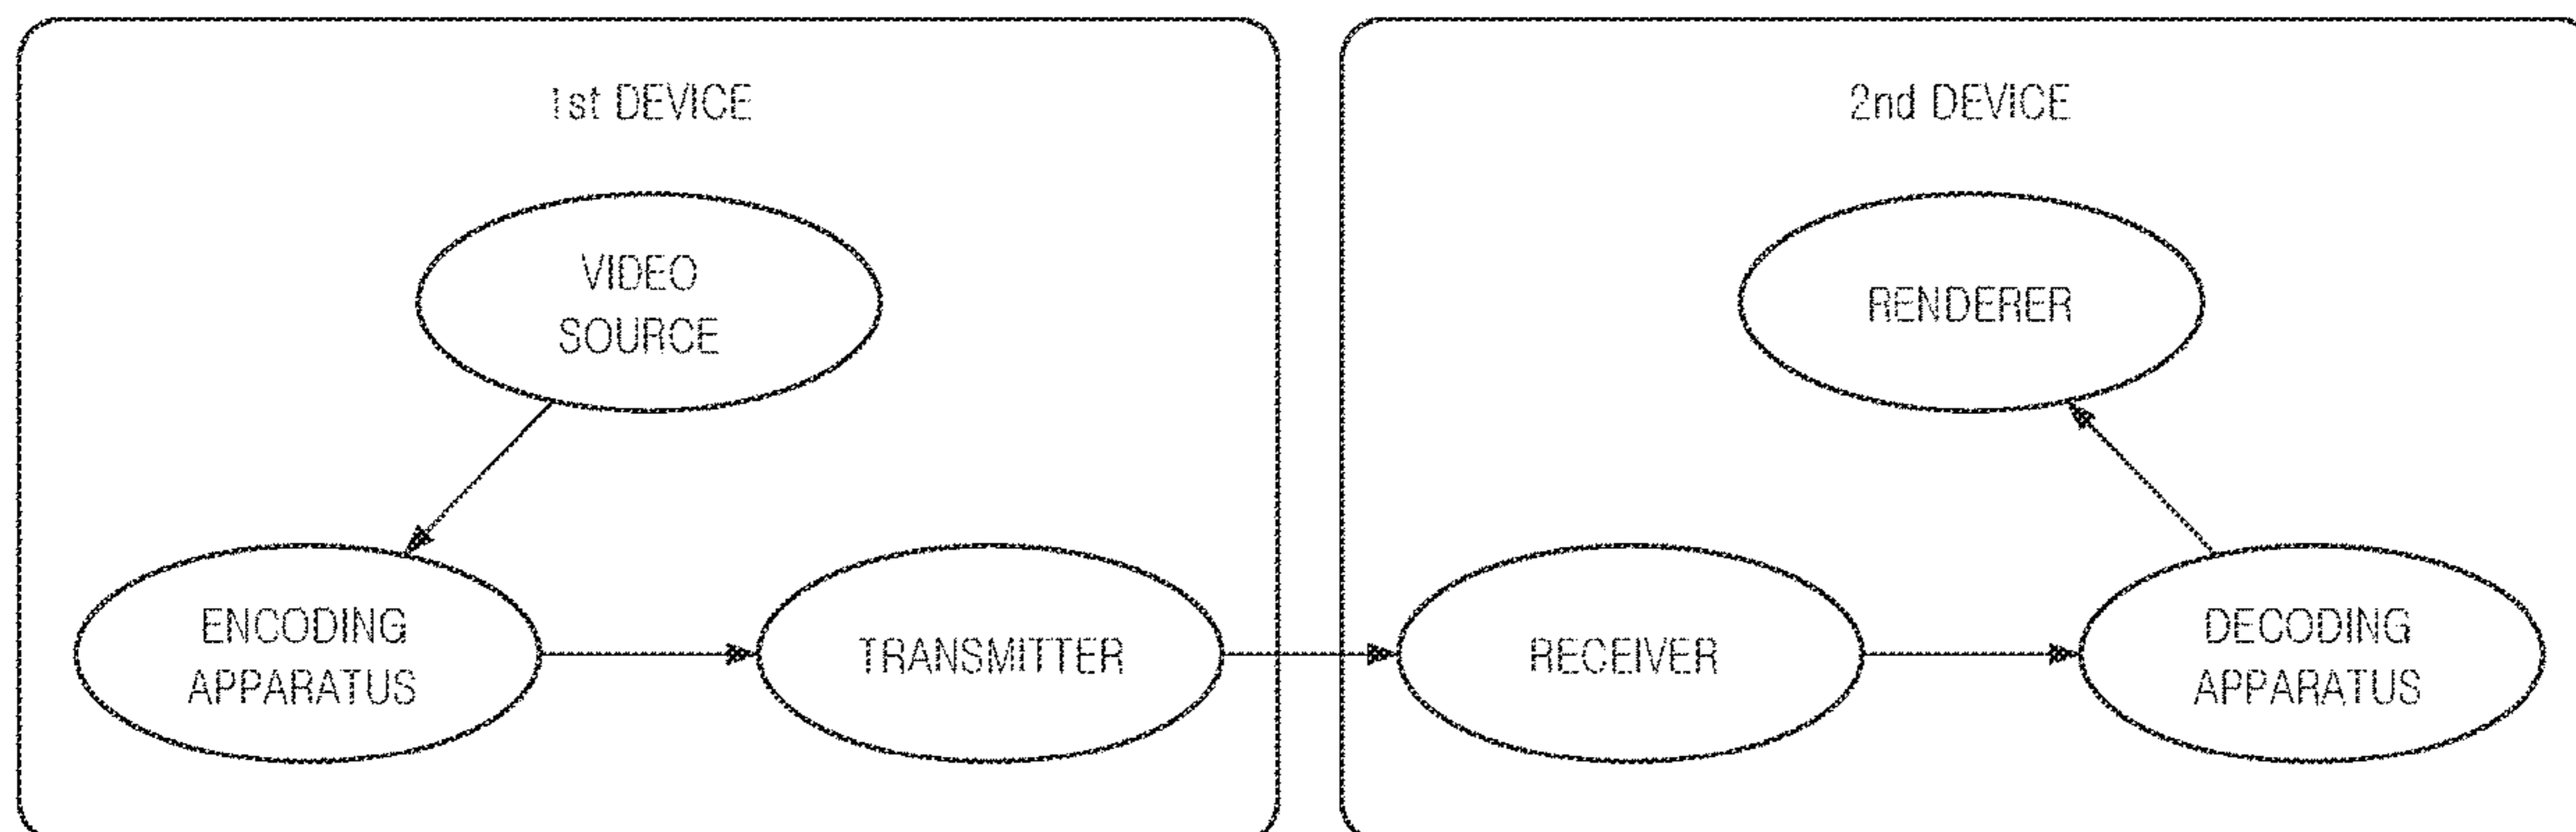 1st DEVICE
VIDEO
SOURCE
ENCODING
APPARATUS
TRANSMITTER
2nd DEVICE
RENDERER
RECEIVER
DECODING
APPARATUS